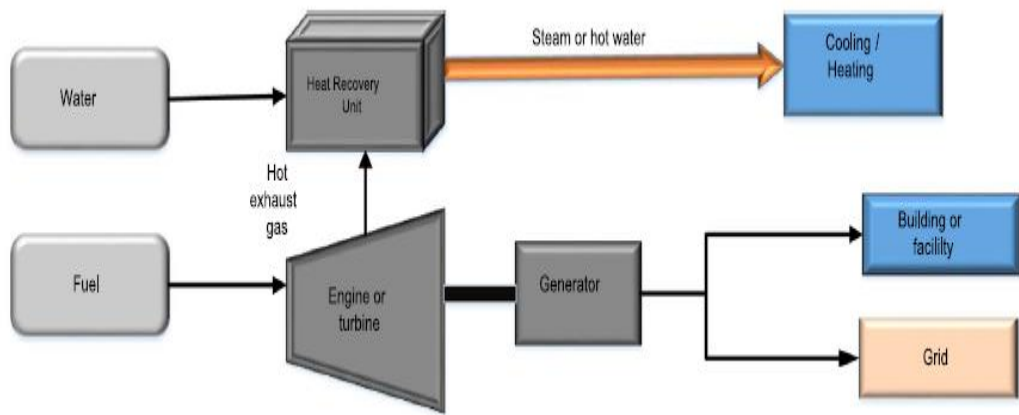 Steam or hot water
Cooling /
Heating
Water
Heat Recovery
Unit
Hot
exhaust
gas
Building or
facililty
Fuel
Engine or
turbine
Generator
Grid